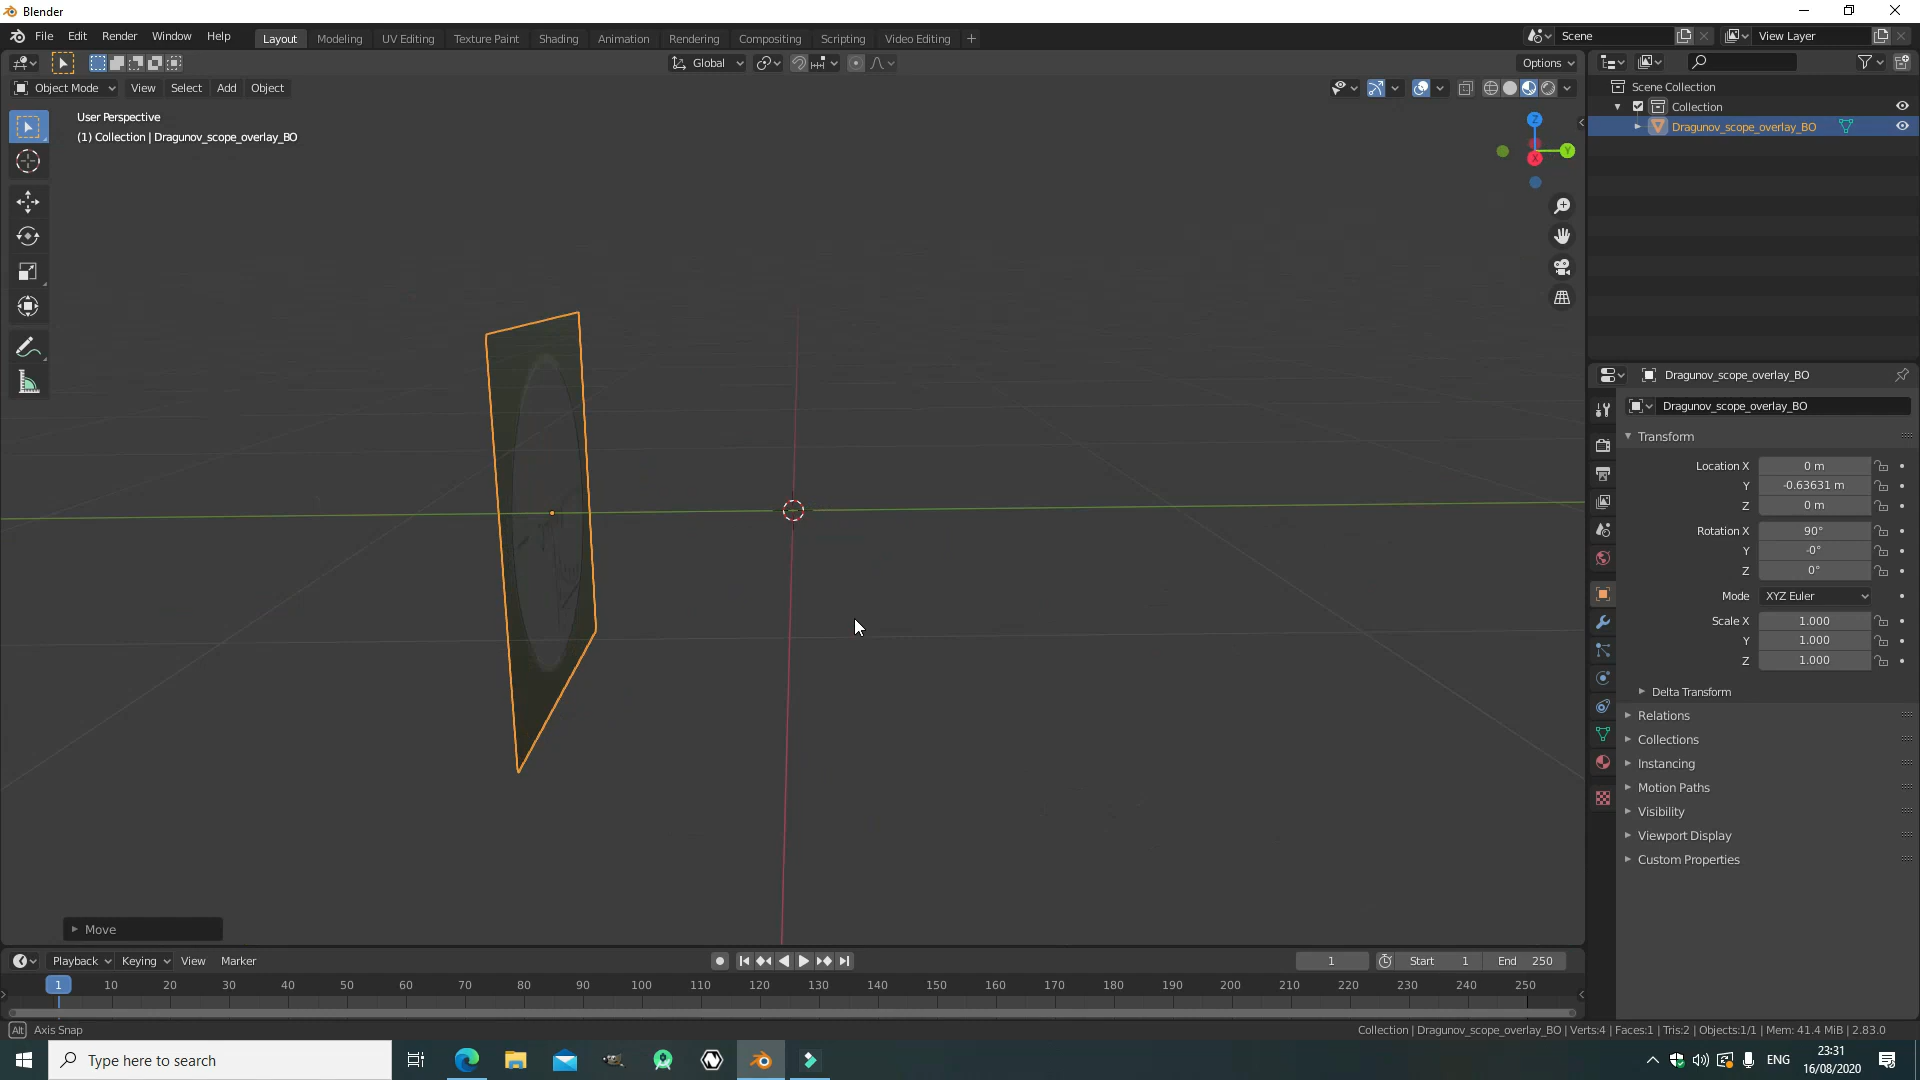 Blender
File Edit Render Window Help
Layout Modeling UV Editing Texture Paint Shading Animation Rendering Compositing Scripting Video Editing +
Scene
View Layer
Global
Options
Object Mode View Select Add Object
User Perspective
(1) Collection | Dragunov_scope_overlay_BO
Z
Y
X
Scene Collection
Collection
Dragunov_scope_overlay_BO
Dragunov_scope_overlay_BO
Dragunov_scope_overlay_BO
Transform
Location X 0 m
Y -0.63631 m
Z 0 m
Rotation X 90°
Y -0°
Z 0°
Mode XYZ Euler
Scale X 1.000
Y 1.000
Z 1.000
Delta Transform
Relations
Collections
Instancing
Motion Paths
Visibility
Viewport Display
Custom Properties
Move
Playback Keying View Marker
1
Start 1
End 250
1 10 20 30 40 50 60 70 80 90 100 110 120 130 140 150 160 170 180 190 200 210 220 230 240 250
Alt Axis Snap
Collection | Dragunov_scope_overlay_BO | Verts:4 | Faces:1 | Tris:2 | Objects:1/1 | Mem: 41.4 MiB | 2.83.0
Type here to search
ENG
23:31
16/08/2020